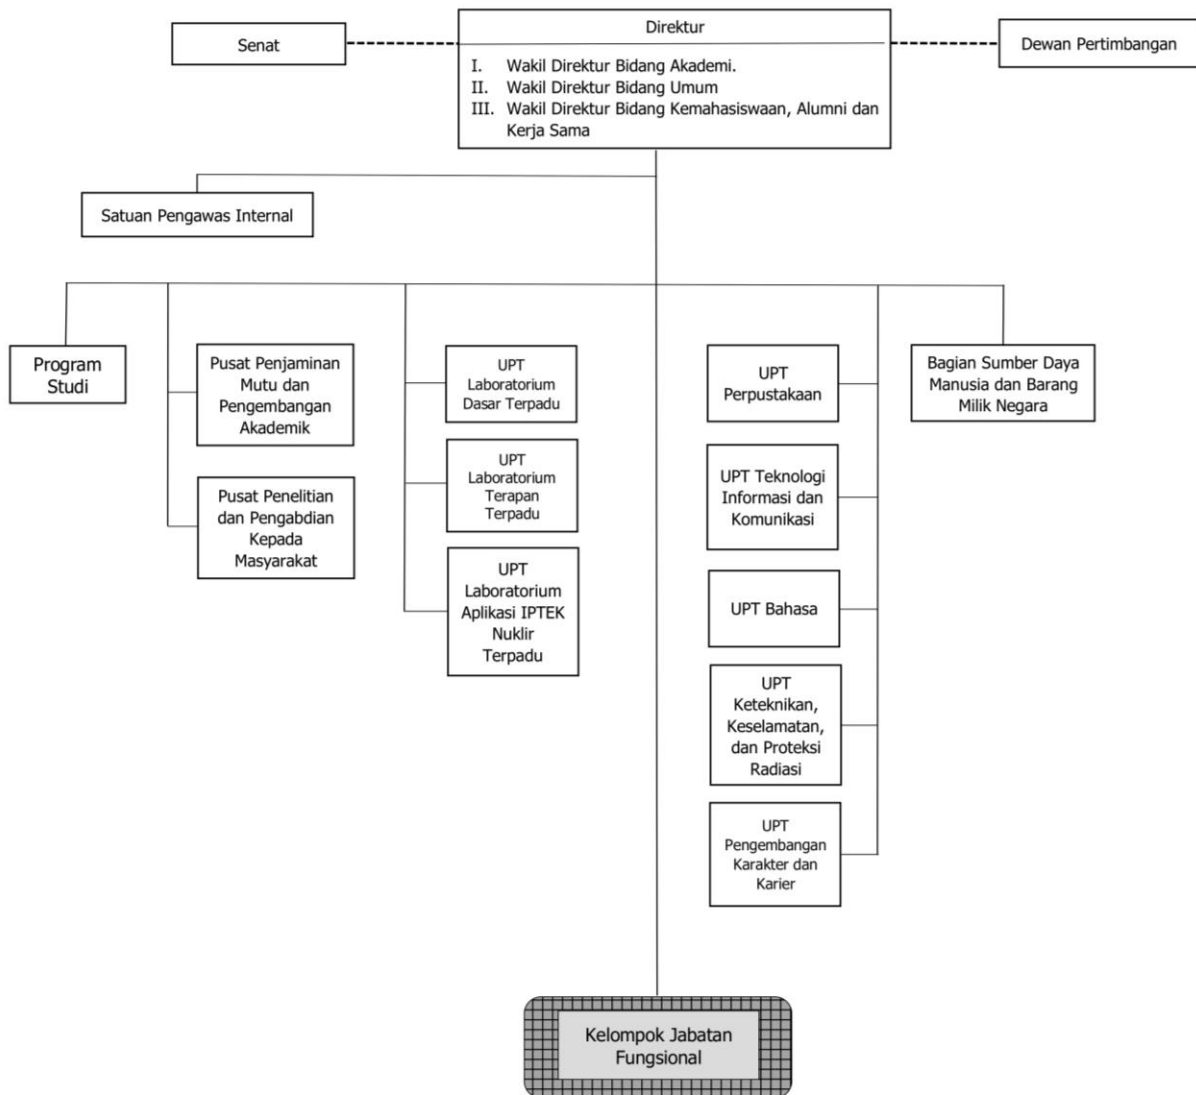 Senat
Direktur
I. Wakil Direktur Bidang Akademi.
II. Wakil Direktur Bidang Umum
III. Wakil Direktur Bidang Kemahasiswaan, Alumni dan
Kerja Sama
Dewan Pertimbangan
Satuan Pengawas Internal
Program
Studi
Pusat Penjaminan
Mutu dan
Pengembangan
Akademik
Pusat Penelitian
dan Pengabdian
Kepada
Masyarakat
UPT
Laboratorium
Dasar Terpadu
UPT
Laboratorium
Terapan
Terpadu
UPT
Laboratorium
Aplikasi IPTEK
Nuklir
Terpadu
UPT
Perpustakaan
UPT Teknologi
Informasi dan
Komunikasi
UPT Bahasa
UPT
Keteknikan,
Keselamatan,
dan Proteksi
Radiasi
UPT
Pengembangan
Karakter dan
Karier
Bagian Sumber Daya
Manusia dan Barang
Milik Negara
Kelompok Jabatan
Fungsional